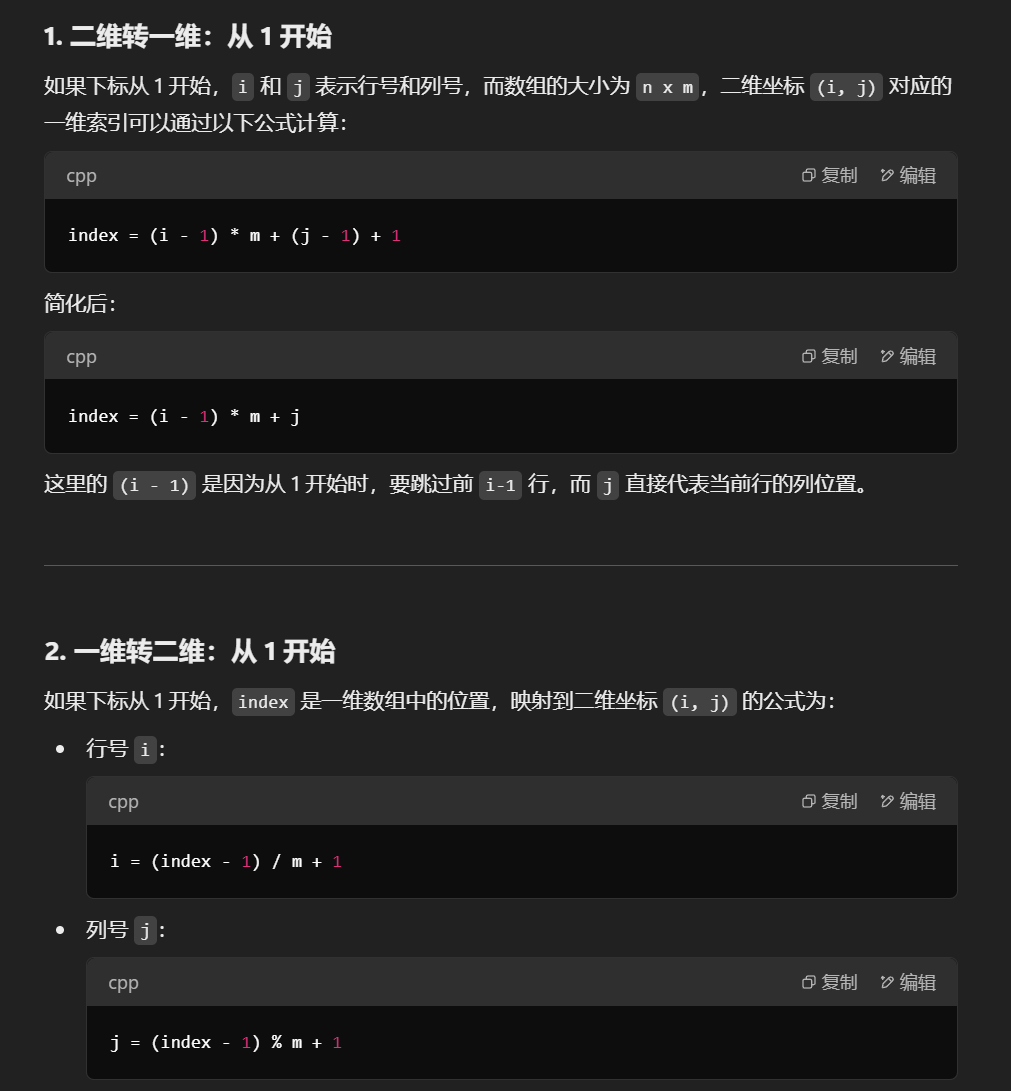 1. 二维转一维：从 1 开始
如果下标从 1 开始， i 和 j 表示行号和列号，而数组的大小为 n x m ，二维坐标 (i, j) 对应的
一维索引可以通过以下公式计算：
cpp 复制 编辑
index = (i - 1) * m + (j - 1) + 1
简化后：
cpp 复制 编辑
index = (i - 1) * m + j
这里的 (i - 1) 是因为从 1 开始时，要跳过前 i-1 行，而 j 直接代表当前行的列位置。
2. 一维转二维：从 1 开始
如果下标从 1 开始， index 是一维数组中的位置，映射到二维坐标 (i, j) 的公式为：
• 行号 i ：
cpp 复制 编辑
i = (index - 1) / m + 1
• 列号 j ：
cpp 复制 编辑
j = (index - 1) % m + 1